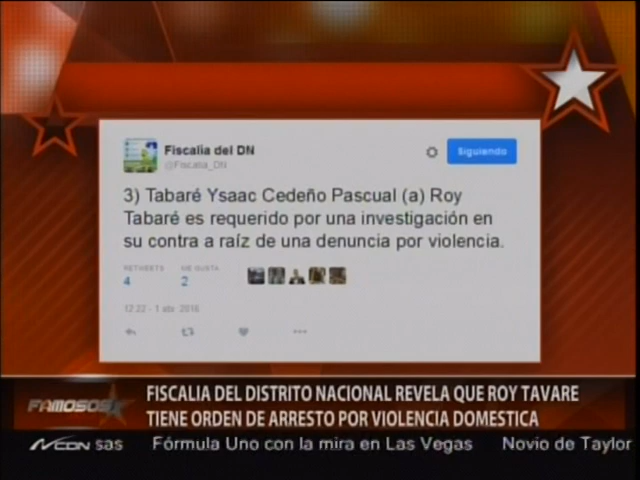 Fiscalía del DN
@Fiscalia_DN
Siguiendo
3) Tabaré Ysaac Cedeño Pascual (a) Roy
Tabaré es requerido por una investigación en
su contra a raíz de una denuncia por violencia.
RETWEETS
ME GUSTA
4
2
12:22 - 1 abr. 2016
FAMOSOS
FISCALIA DEL DISTRITO NACIONAL REVELA QUE ROY TAVARE
TIENE ORDEN DE ARRESTO POR VIOLENCIA DOMESTICA
CDN sas Fórmula Uno con la mira en Las Vegas Novio de Taylor